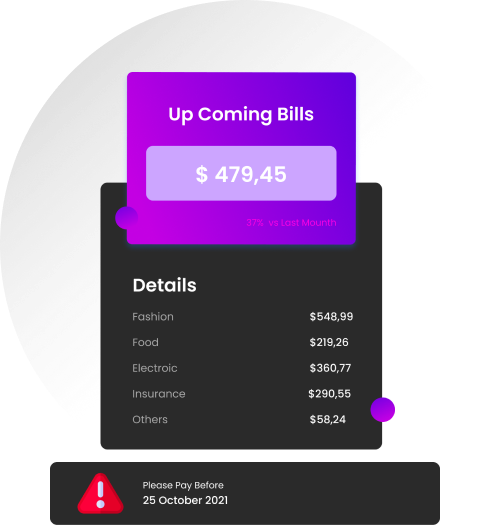 Up Coming Bills
$ 479,45
37% vs Last Mounth
Details
Fashion $548,99
Food $219,26
Electroic $360,77
Insurance $290,55
Others $58,24
Please Pay Before
25 October 2021